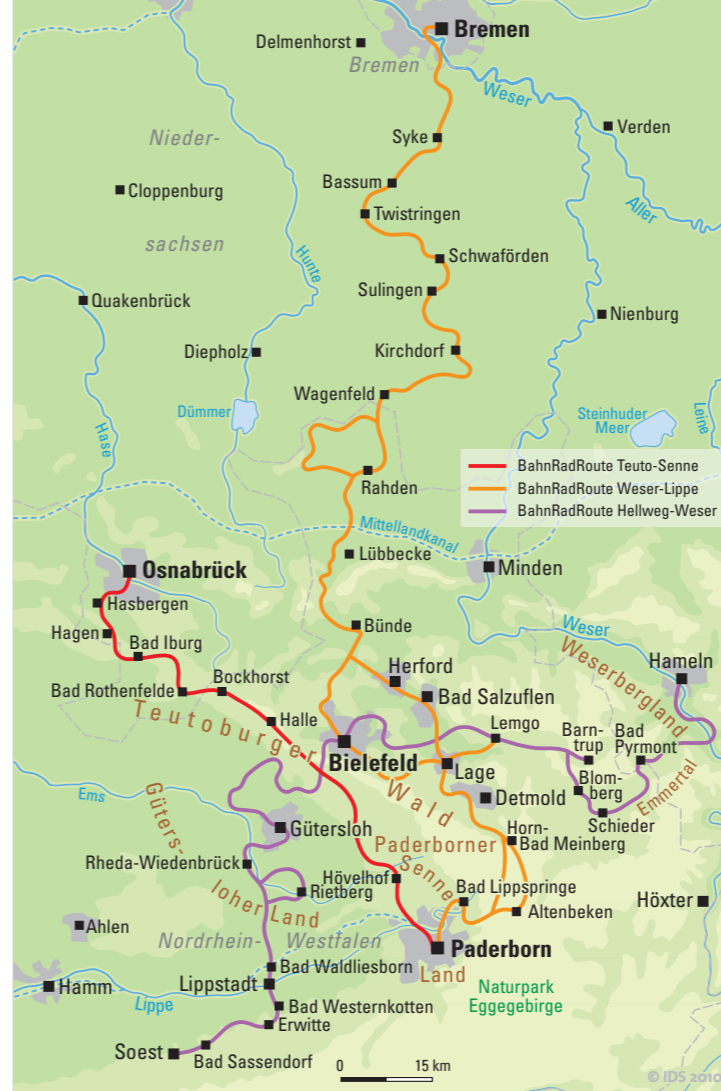 Bremen
Delmenhorst
Bremen
Weser
Verden
Nieder-
Syke
Bassum
Cloppenburg
Aller
Twistringen
sachsen
Hunte
Schwaförden
Sulingen
Quakenbrück
Nienburg
Diepholz
Kirchdorf
Wagenfeld
Dümmer
Steinhuder
Meer
Leine
Hase
Rahden
BahnRadRoute Teuto-Senne
BahnRadRoute Weser-Lippe
BahnRadRoute Hellweg-Weser
Mittellandkanal
Lübbecke
Osnabrück
Minden
Hasbergen
Hagen
Bünde
Weser
Bad Iburg
Weserbergland
Hameln
Herford
Bad Rothenfelde
Bockhorst
Bad Salzuflen
Teutoburger
Halle
Lemgo
Barn-
trup
Bad
Pyrmont
Bielefeld
Wald
Lage
Blom-
berg
Emmertal
Detmold
Schieder
Ems
Güters-
loher Land
Gütersloh
Horn-
Bad Meinberg
Paderborner
Senne
Rheda-Wiedenbrück
Hövelhof
Rietberg
Bad Lippspringe
Altenbeken
Höxter
Ahlen
Nordrhein-
Westfalen
Paderborn
Land
Bad Waldliesborn
Naturpark
Eggegebirge
Hamm
Lippstadt
Lippe
Bad Westernkotten
Erwitte
Soest
Bad Sassendorf
0 15 km
© IDS 2010